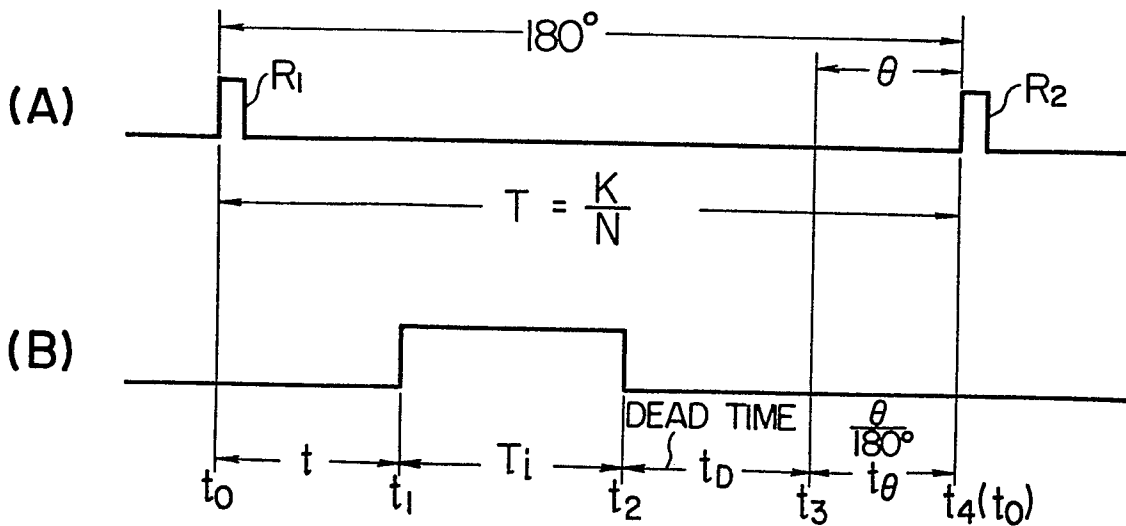 180°
θ
(A)
R1
R2
T = K/N
(B)
DEAD TIME
θ/180°
t
Ti
tD
tθ
t0
t1
t2
t3
t4(t0)